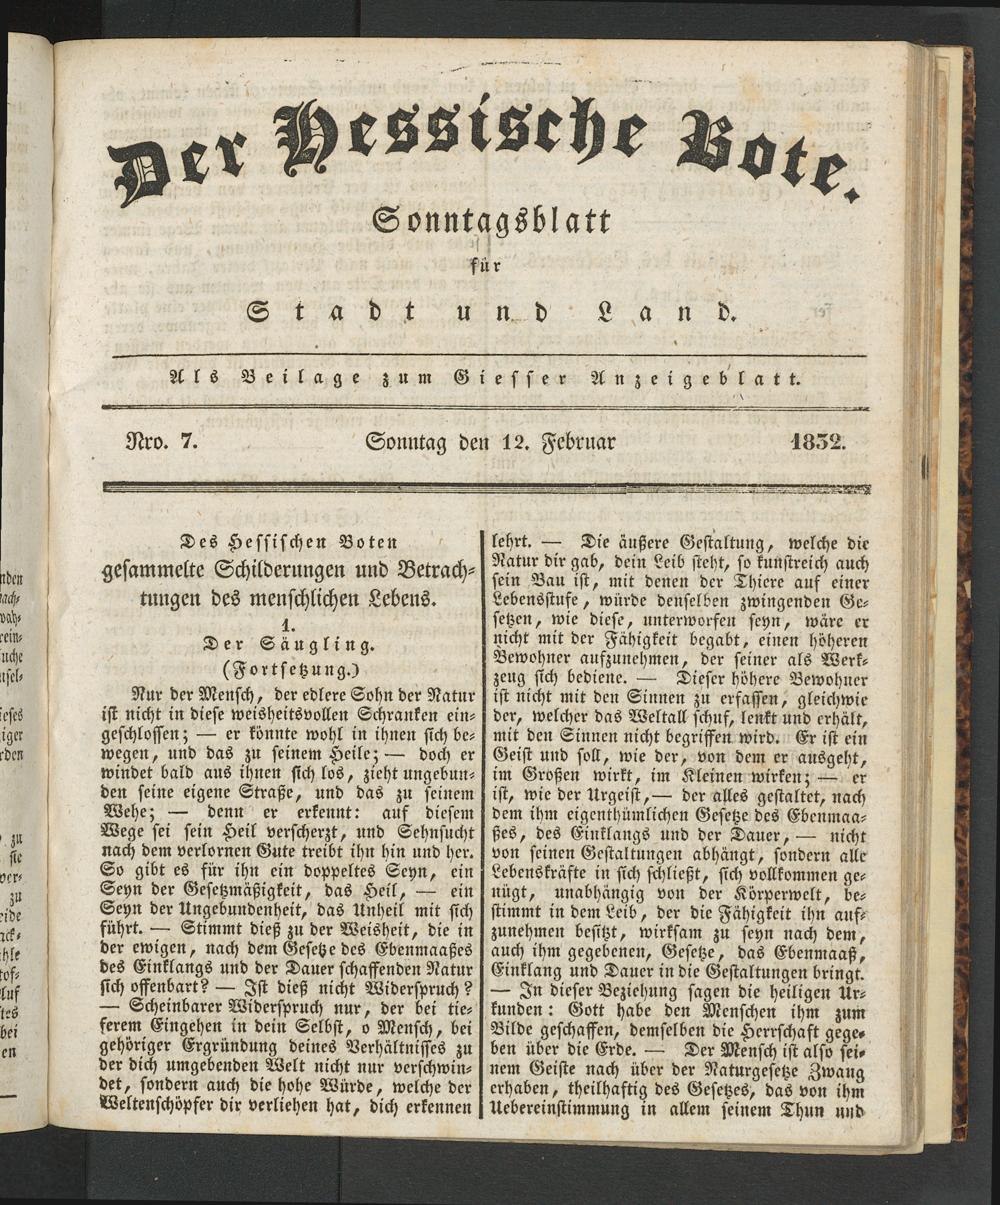 Der Hessische Bote.
Sonntagsblatt
für
Stadt und Land.
Als Beilage zum Giesser Anzeigeblatt.
Nro. 7. Sonntag den 12. Februar 1832.
Des Hessischen Boten
gesammelte Schilderungen und Betrach-
tungen des menschlichen Lebens.
1.
Der Säugling.
(Fortsetzung.)
Nur der Mensch, der edlere Sohn der Natur
ist nicht in diese weisheitsvollen Schranken ein-
geschlossen; — er könnte wohl in ihnen sich be-
wegen, und das zu seinem Heile; — doch er
windet bald aus ihnen sich los, zieht ungebun-
den seine eigene Straße, und das zu seinem
Wehe; — denn er erkennt: auf diesem
Wege sei sein Heil verscherzt, und Sehnsucht
nach dem verlornen Gute treibt ihn hin und her.
So gibt es für ihn ein doppeltes Seyn, ein
Seyn der Gesetzmäßigkeit, das Heil, — ein
Seyn der Ungebundenheit, das Unheil mit sich
führt. — Stimmt dieß zu der Weisheit, die in
der ewigen, nach dem Gesetze des Ebenmaaßes
des Einklangs und der Dauer schaffenden Natur
sich offenbart? — Ist dieß nicht Widerspruch?
— Scheinbarer Widerspruch nur, der bei tie-
ferem Eingehen in dein Selbst, o Mensch, bei
gehöriger Ergründung deines Verhältnisses zu
der dich umgebenden Welt nicht nur verschwin-
det, sondern auch die hohe Würde, welche der
Weltenschöpfer dir verliehen hat, dich erkennen
lehrt. — Die äußere Gestaltung, welche die
Natur dir gab, dein Leib steht, so kunstreich auch
sein Bau ist, mit denen der Thiere auf einer
Lebensstufe, würde denselben zwingenden Ge-
setzen, wie diese, unterworfen seyn, wäre er
nicht mit der Fähigkeit begabt, einen höheren
Bewohner aufzunehmen, der seiner als Werk-
zeug sich bediene. — Dieser höhere Bewohner
ist nicht mit den Sinnen zu erfassen, gleichwie
der, welcher das Weltall schuf, lenkt und erhält,
mit den Sinnen nicht begriffen wird. Er ist ein
Geist und soll, wie der, von dem er ausgeht,
im Großen wirkt, im Kleinen wirken; — er
ist, wie der Urgeist, — der alles gestaltet, nach
dem ihm eigenthümlichen Gesetze des Ebenmaa-
ßes, des Einklangs und der Dauer, — nicht
von seinen Gestaltungen abhängt, sondern alle
Lebenskräfte in sich schließt, sich vollkommen ge-
nügt, unabhängig von der Körperwelt, be-
stimmt in dem Leib, der die Fähigkeit ihn auf-
zunehmen besitzt, wirksam zu seyn nach dem,
auch ihm gegebenen, Gesetze, das Ebenmaaß,
Einklang und Dauer in die Gestaltungen bringt.
— In dieser Beziehung sagen die heiligen Ur-
kunden: Gott habe den Menschen ihm zum
Bilde geschaffen, demselben die Herrschaft gege-
ben über die Erde. — Der Mensch ist also sei-
nem Geiste nach über der Naturgesetze Zwang
erhaben, theilhaftig des Gesetzes, das von ihm
Uebereinstimmung in allem seinem Thun und